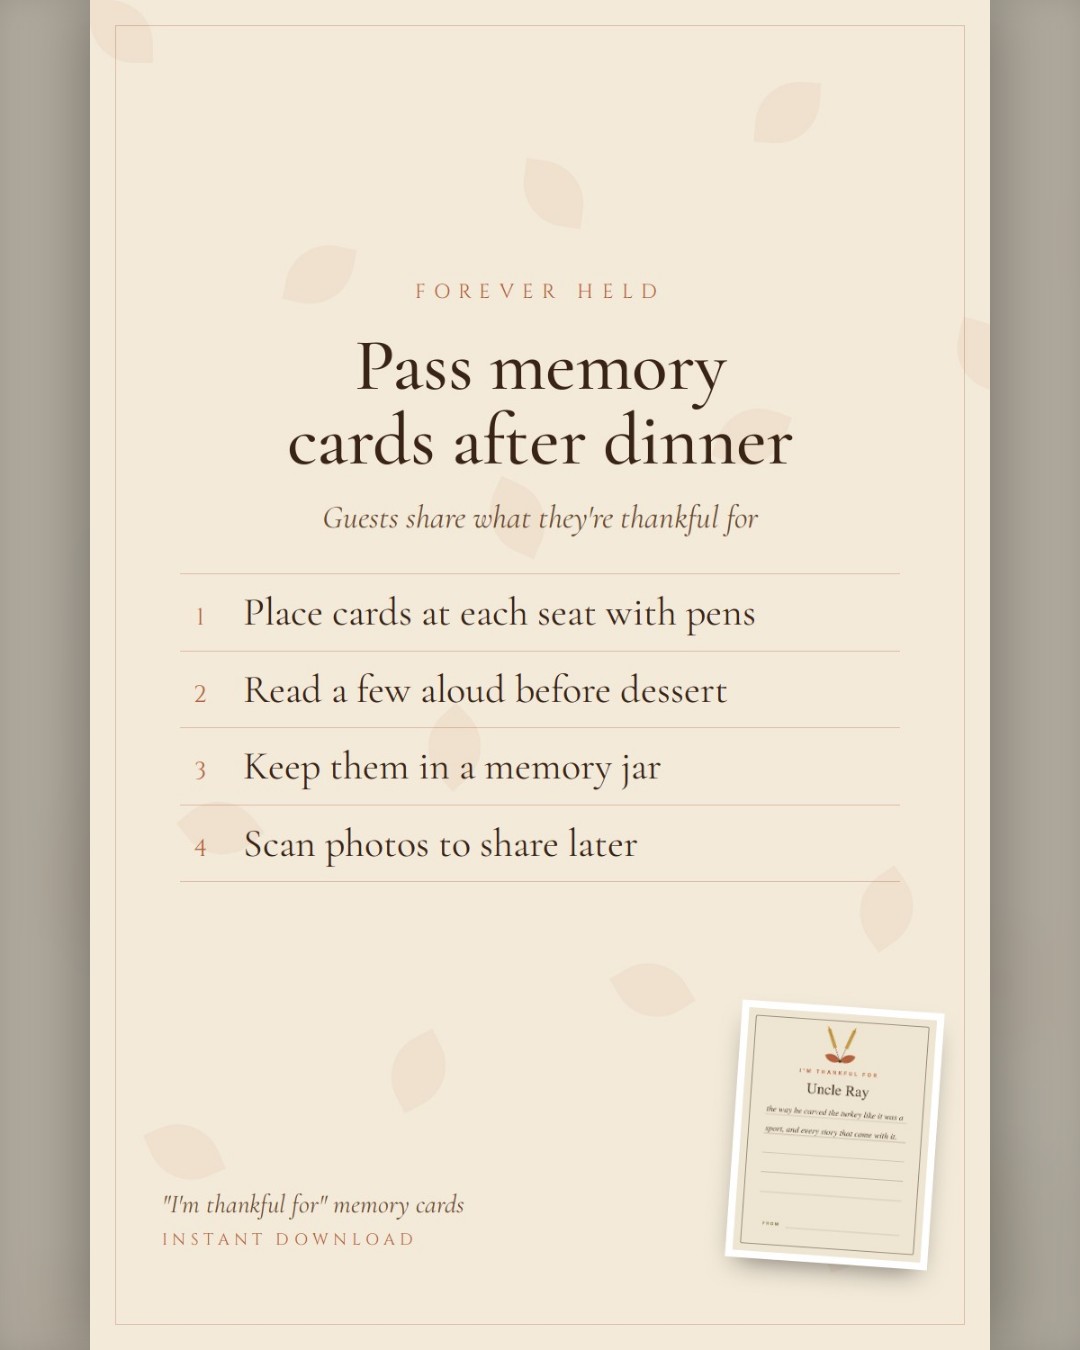 FOREVER HELD
Pass memory
cards after dinner
Guests share what they're thankful for
1 Place cards at each seat with pens
2 Read a few aloud before dessert
3 Keep them in a memory jar
4 Scan photos to share later
I'M THANKFUL FOR
Uncle Ray
the way he carved the turkey like it was a
sport, and every story that came with it.
FROM
"I'm thankful for" memory cards
INSTANT DOWNLOAD